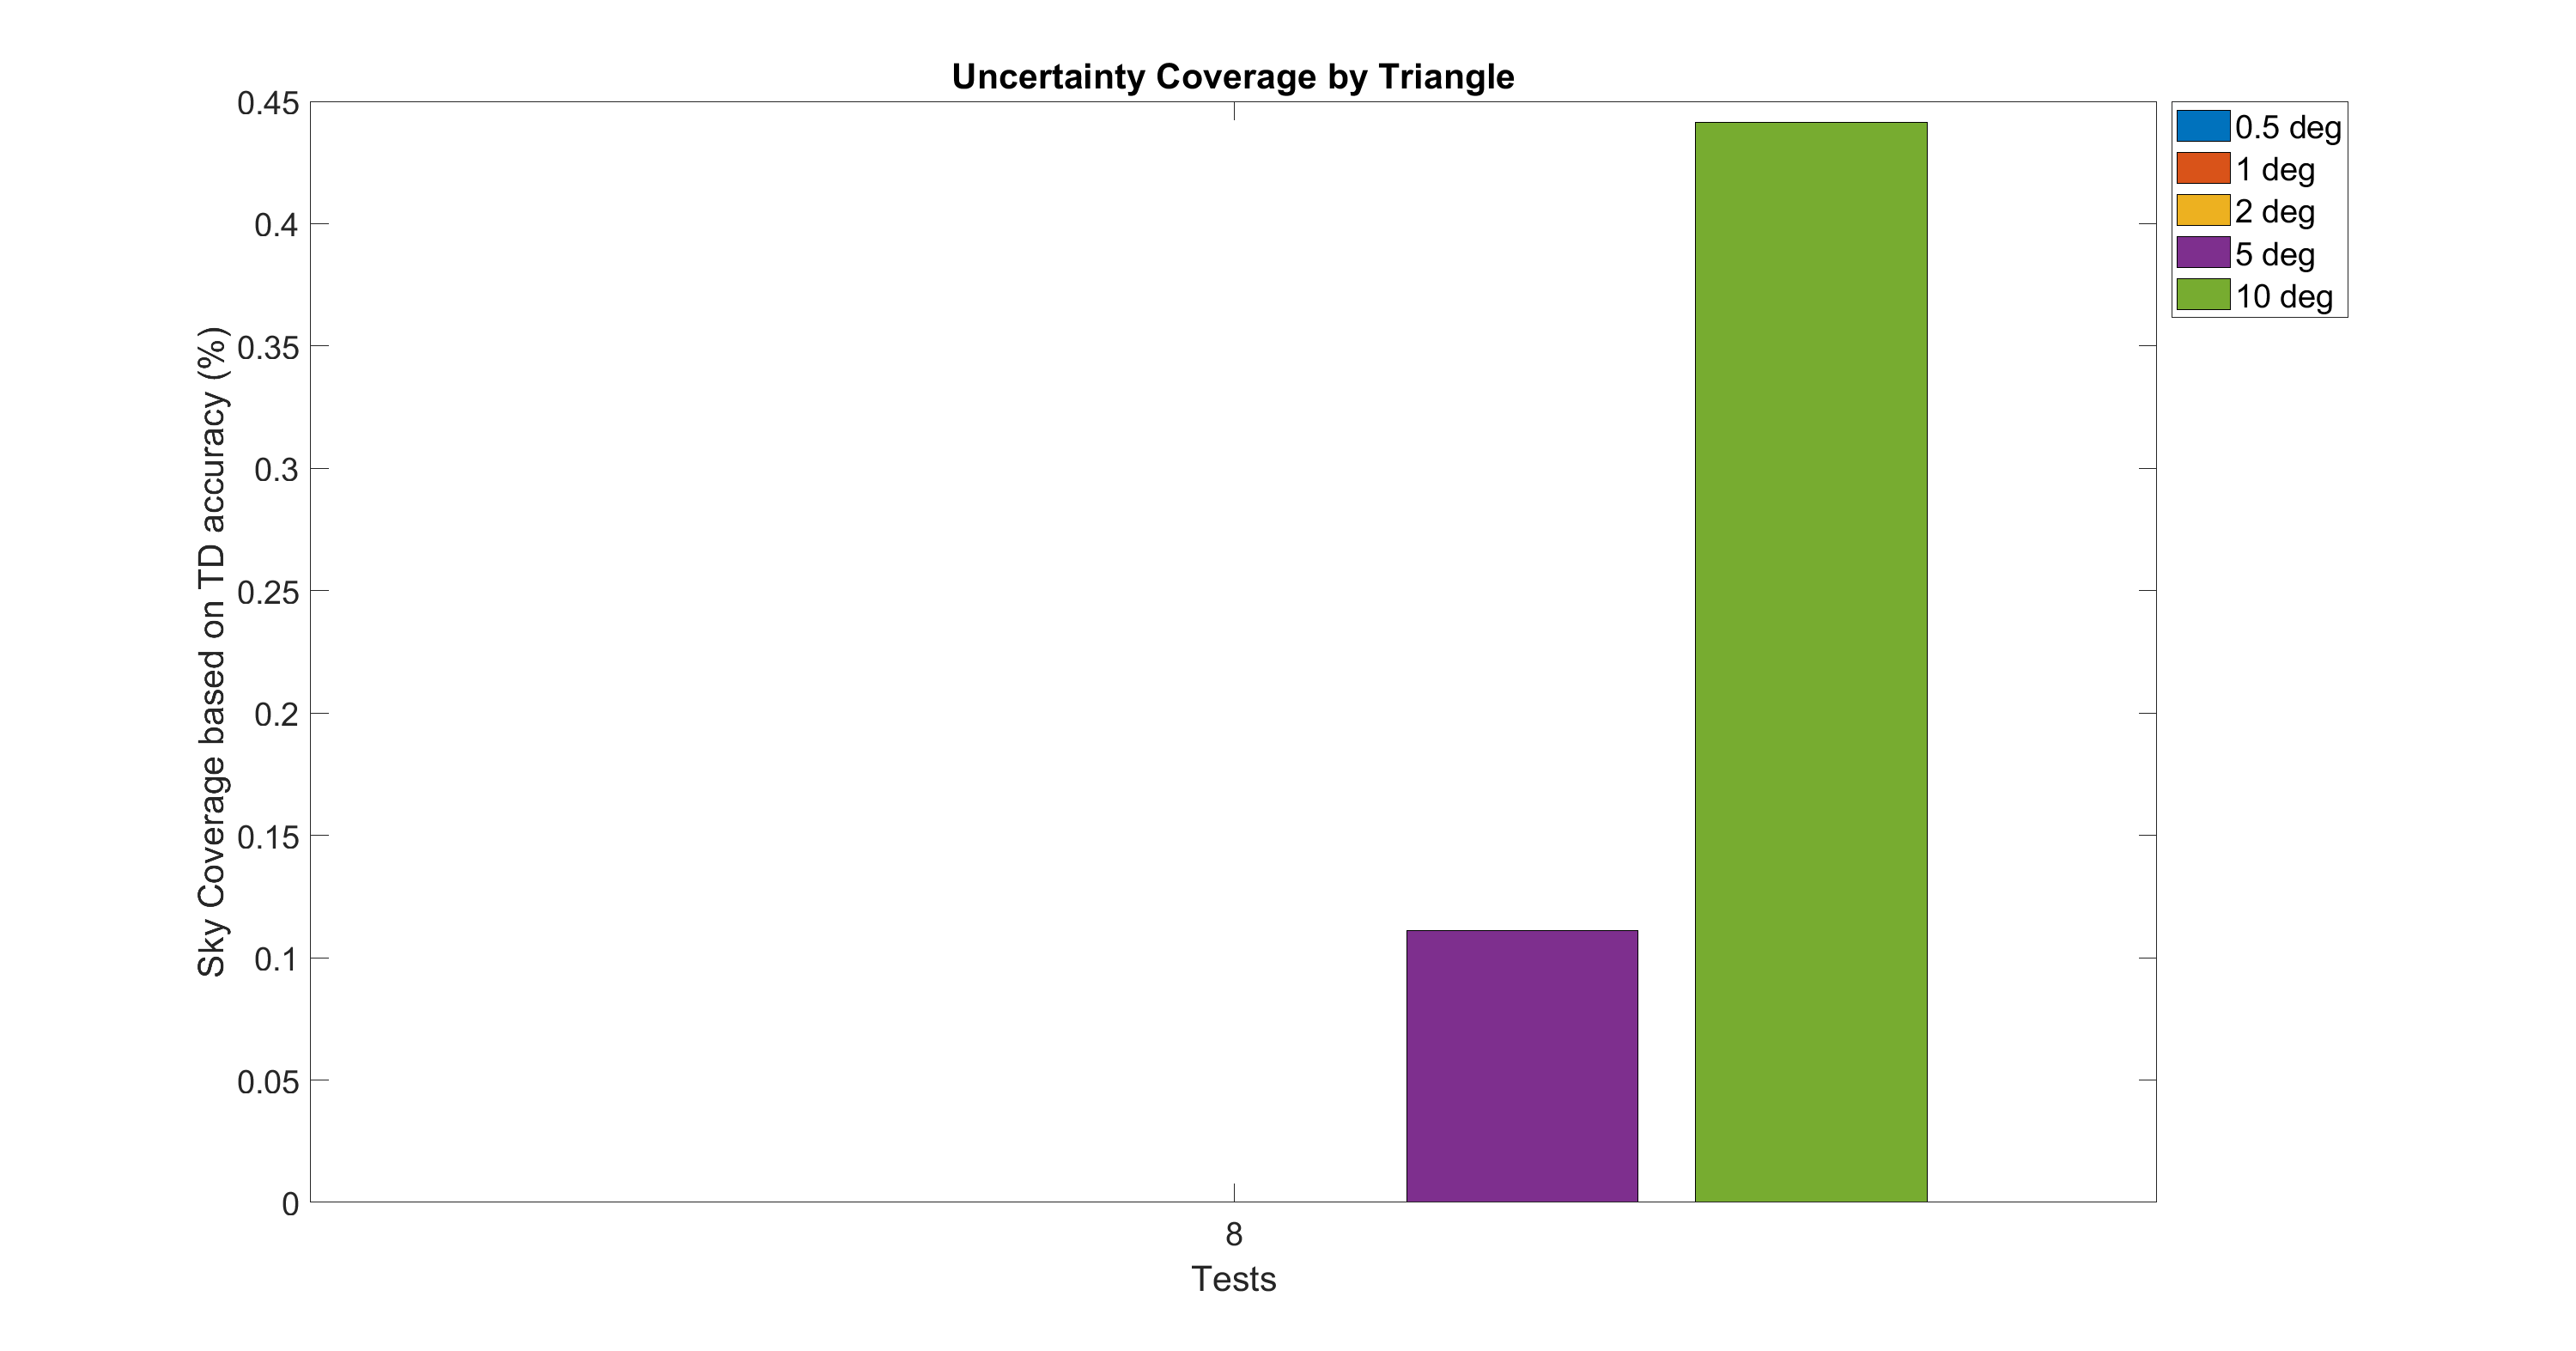 Uncertainty Coverage by Triangle
0.45
0.4
0.35
0.3
0.25
0.2
0.15
0.1
0.05
0
Sky Coverage based on TD accuracy (%)
8
Tests
0.5 deg
1 deg
2 deg
5 deg
10 deg